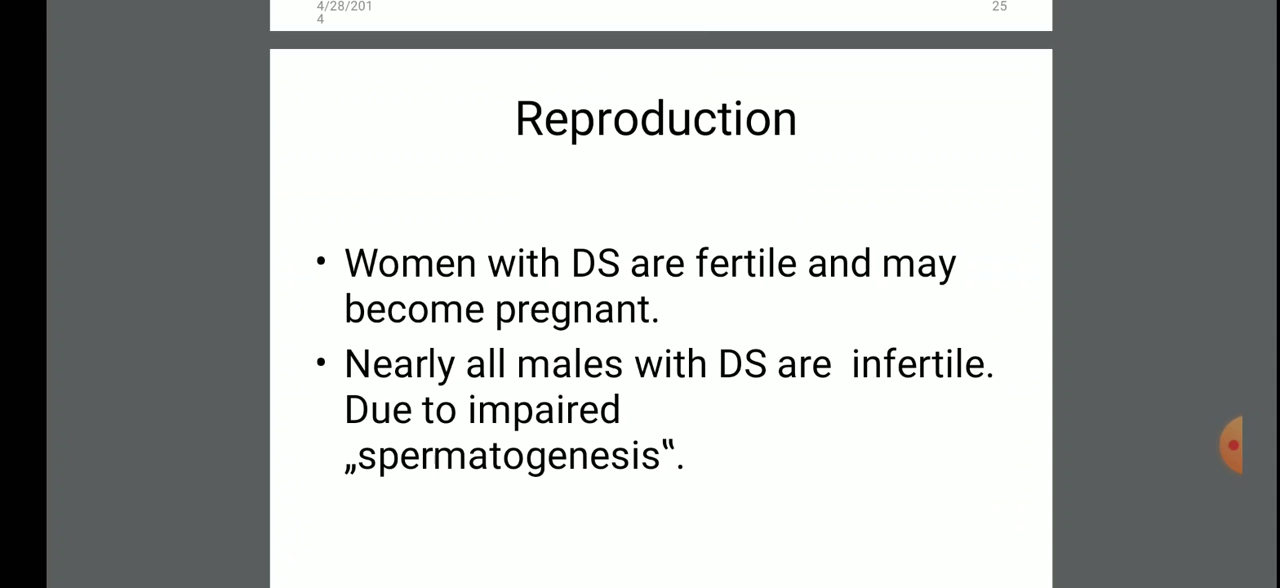 4/28/201
4
25
Reproduction
• Women with DS are fertile and may
become pregnant.
• Nearly all males with DS are  infertile.
Due to impaired
„spermatogenesis‟.